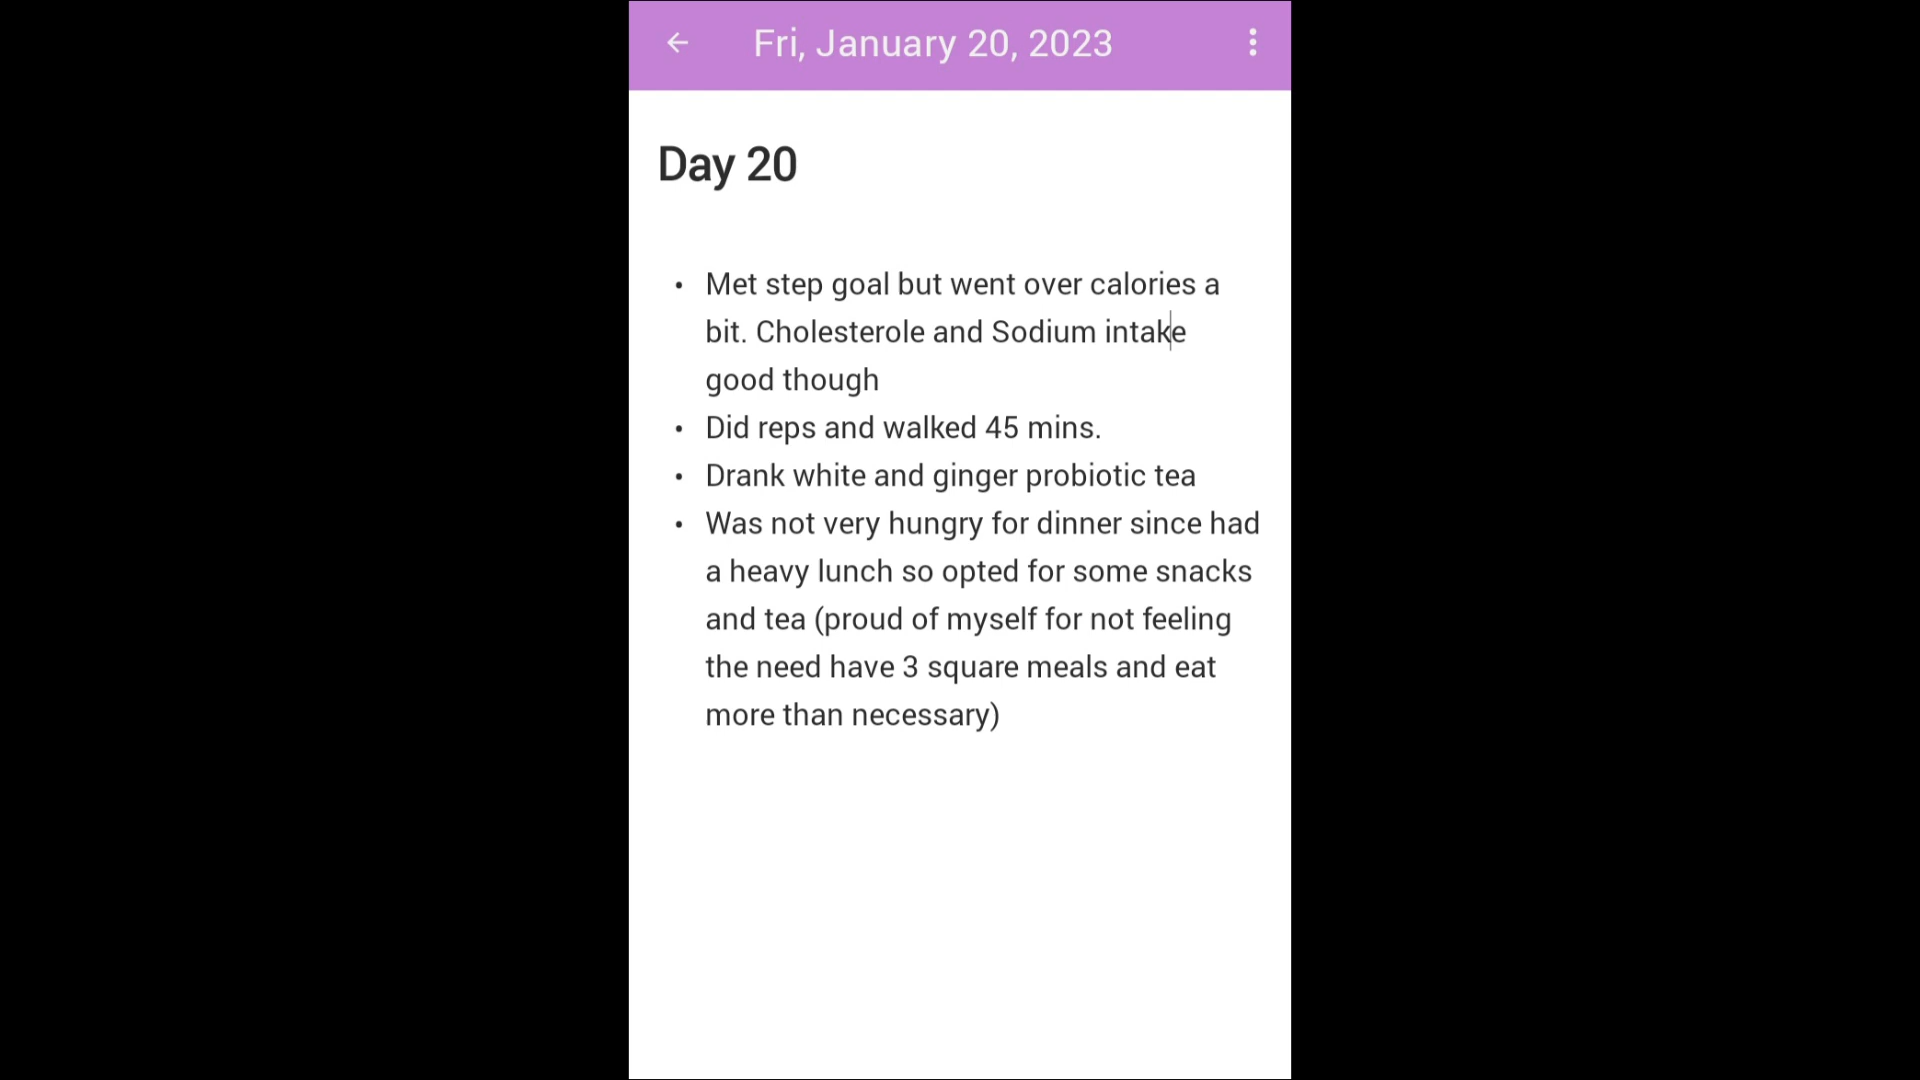 Fri, January 20, 2023
Day 20
• Met step goal but went over calories a
bit. Cholesterole and Sodium intake
good though
• Did reps and walked 45 mins.
• Drank white and ginger probiotic tea
• Was not very hungry for dinner since had
a heavy lunch so opted for some snacks
and tea (proud of myself for not feeling
the need have 3 square meals and eat
more than necessary)